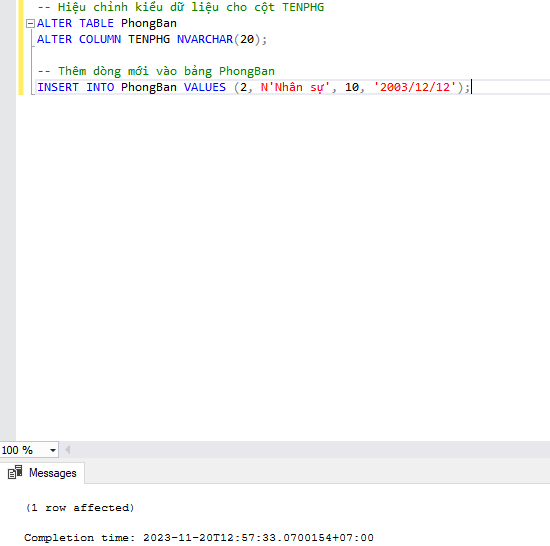 -- Hiệu chỉnh kiểu dữ liệu cho cột TENPHG
ALTER TABLE PhongBan
ALTER COLUMN TENPHG NVARCHAR(20);
-- Thêm dòng mới vào bảng PhongBan
INSERT INTO PhongBan VALUES (2, N'Nhân sự', 10, '2003/12/12');
100 %
Messages
(1 row affected)
Completion time: 2023-11-20T12:57:33.0700154+07:00